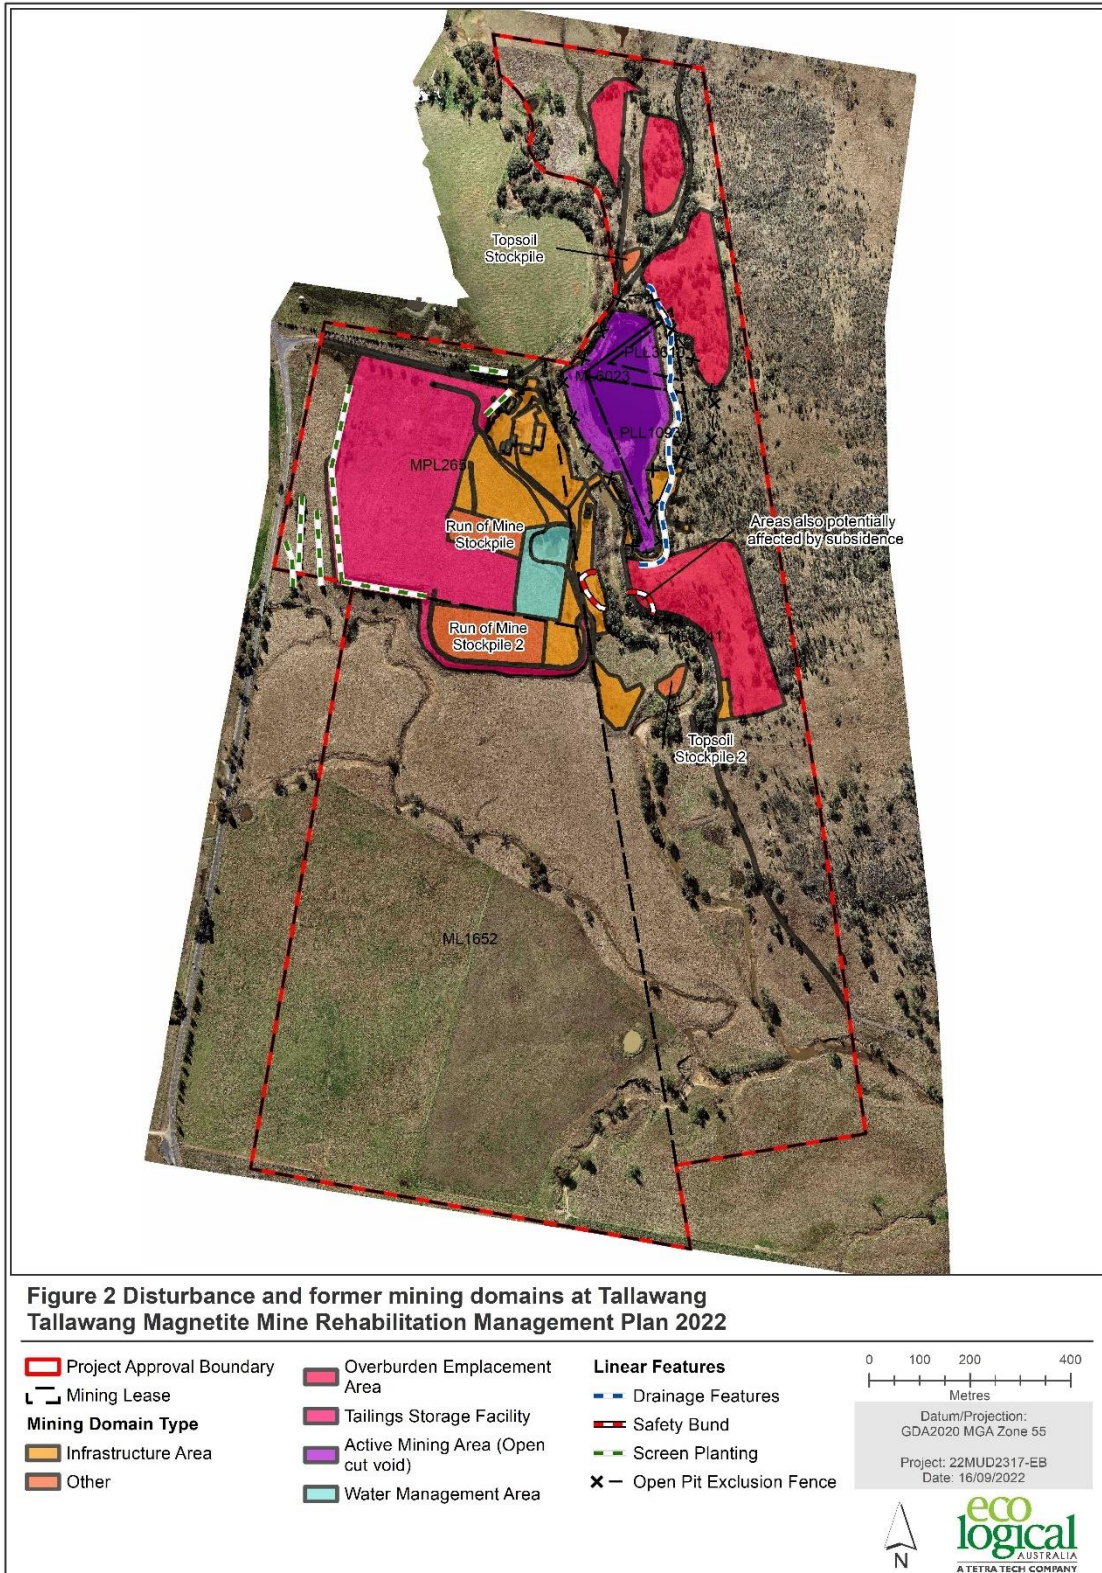 Topsoil
Stockpile
PLL3810
ML6023
PLL1093
MPL265
Run of Mine
Stockpile
Areas also potentially
affected by subsidence
Run of Mine
Stockpile 2
Topsoil
Stockpile 2
ML1652
Figure 2 Disturbance and former mining domains at Tallawang
Tallawang Magnetite Mine Rehabilitation Management Plan 2022
Project Approval Boundary
Mining Lease
Mining Domain Type
Infrastructure Area
Other
Overburden Emplacement
Area
Tailings Storage Facility
Active Mining Area (Open
cut void)
Water Management Area
Linear Features
Drainage Features
Safety Bund
Screen Planting
Open Pit Exclusion Fence
0 100 200 400
Metres
Datum/Projection:
GDA2020 MGA Zone 55
Project: 22MUD2317-EB
Date: 16/09/2022
N
eco
logical
AUSTRALIA
A TETRA TECH COMPANY